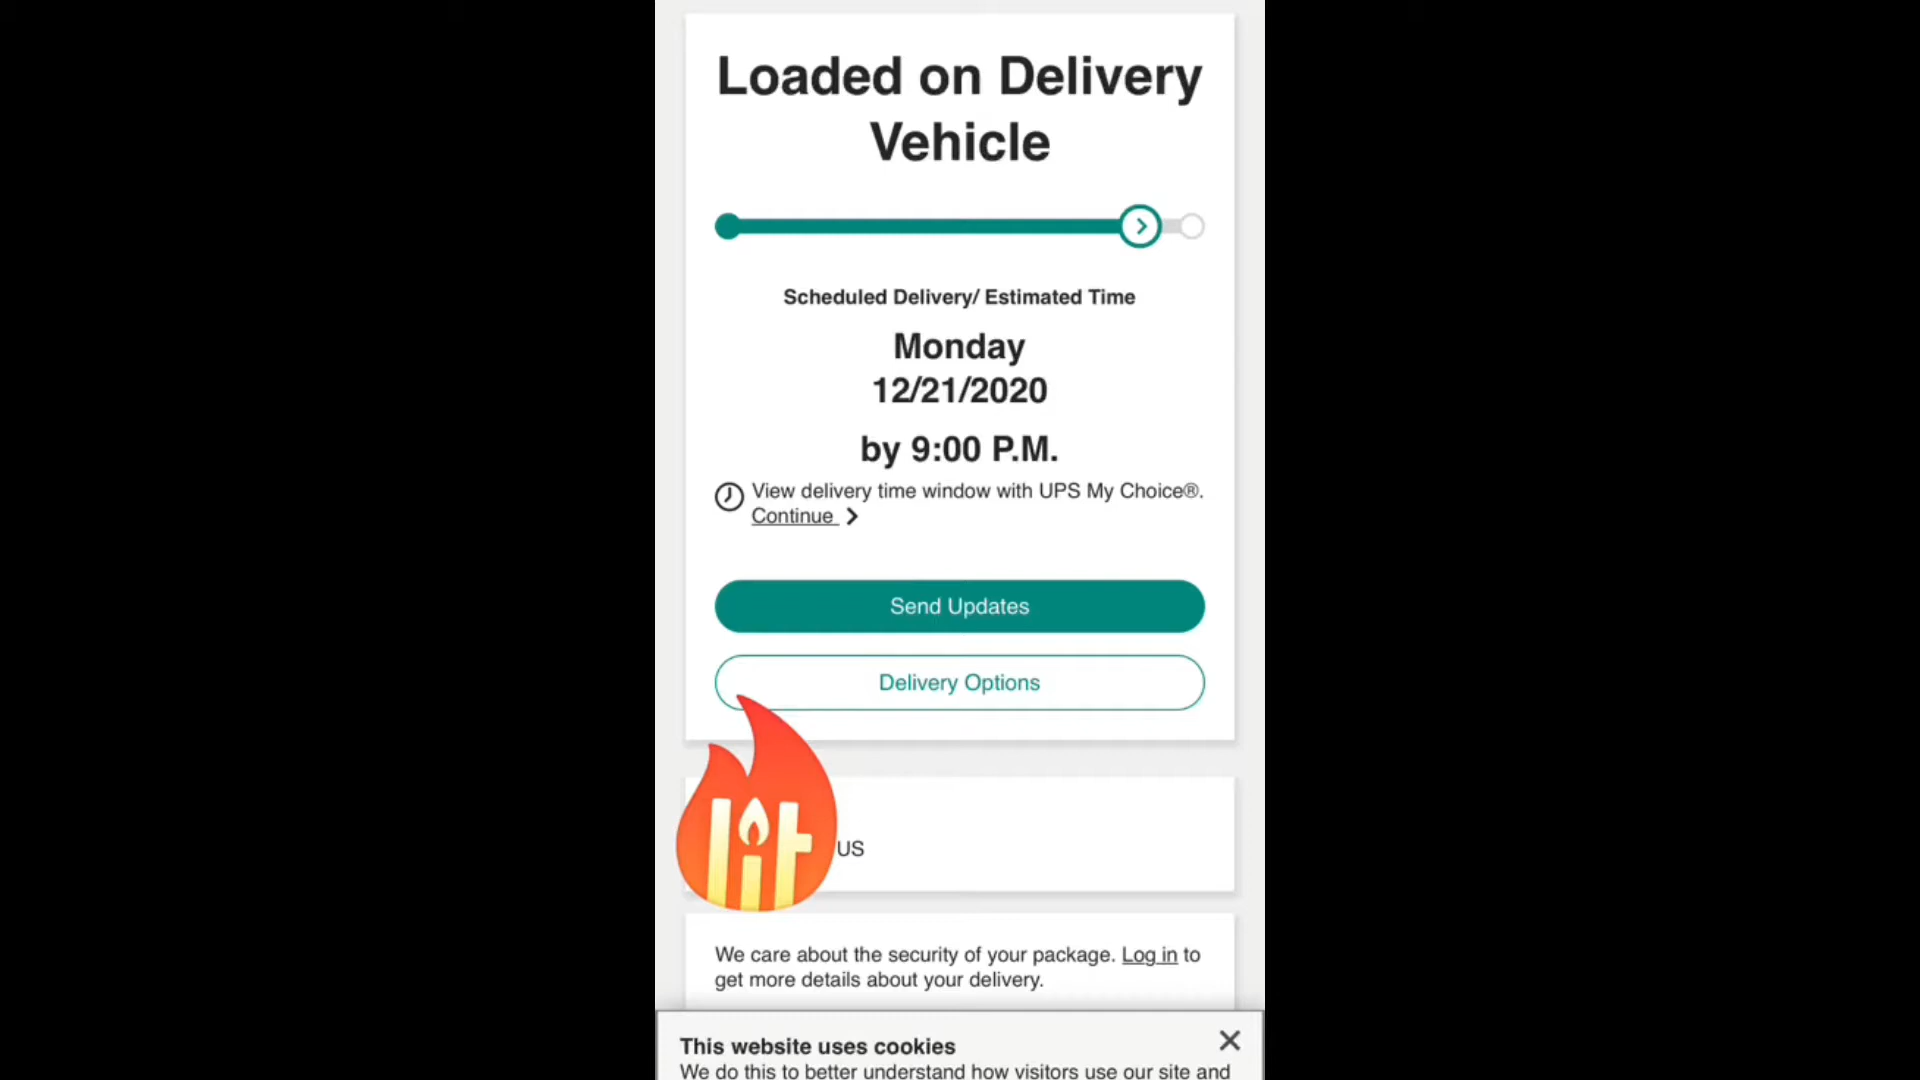 Loaded on Delivery
Vehicle
Scheduled Delivery/ Estimated Time
Monday
12/21/2020
by 9:00 P.M.
View delivery time window with UPS My Choice®.
Continue
Send Updates
Delivery Options
lit
US
We care about the security of your package. Log in to
get more details about your delivery.
This website uses cookies
We do this to better understand how visitors use our site and